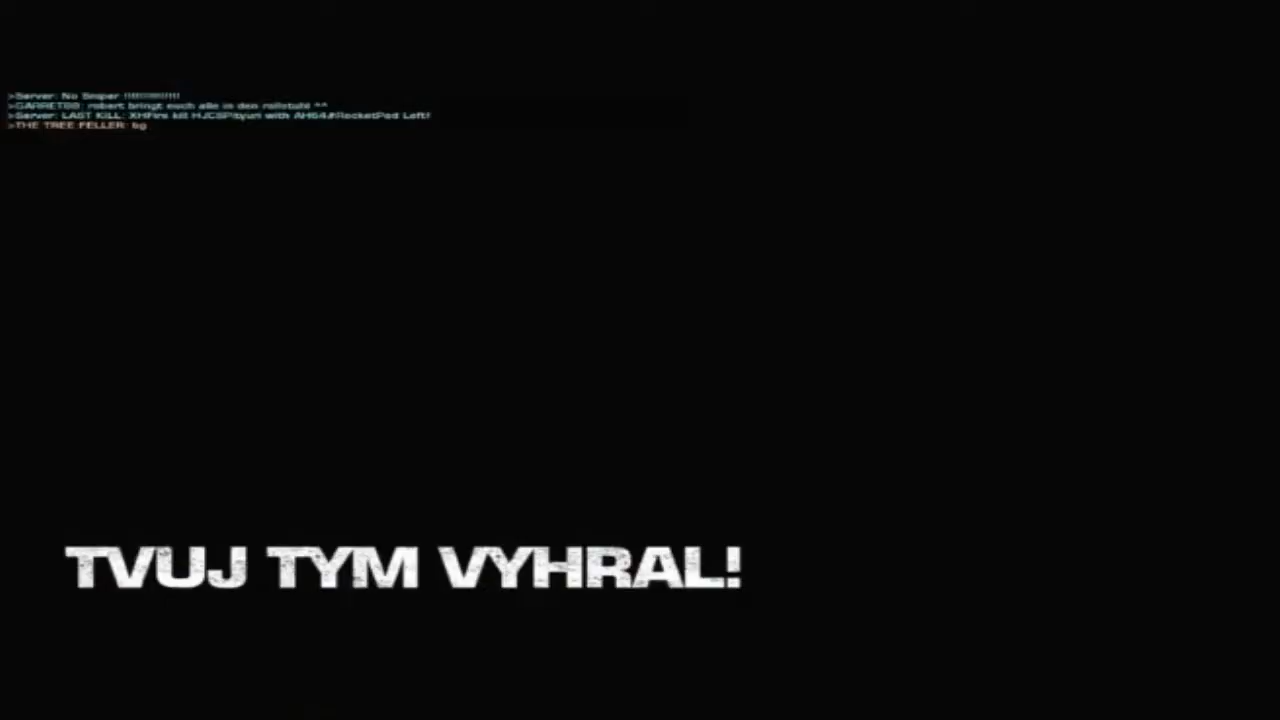 >Server: No Sniper !!!!!!!!!!!!!!!!
>GARRET88: robert bringt euch alle in den rollstuhl ^^
>Server: LAST KILL: XHFire kill with AH64#RocketPod Left!
>THE TREE FELLER: bg
TVUJ TYM VYHRAL!